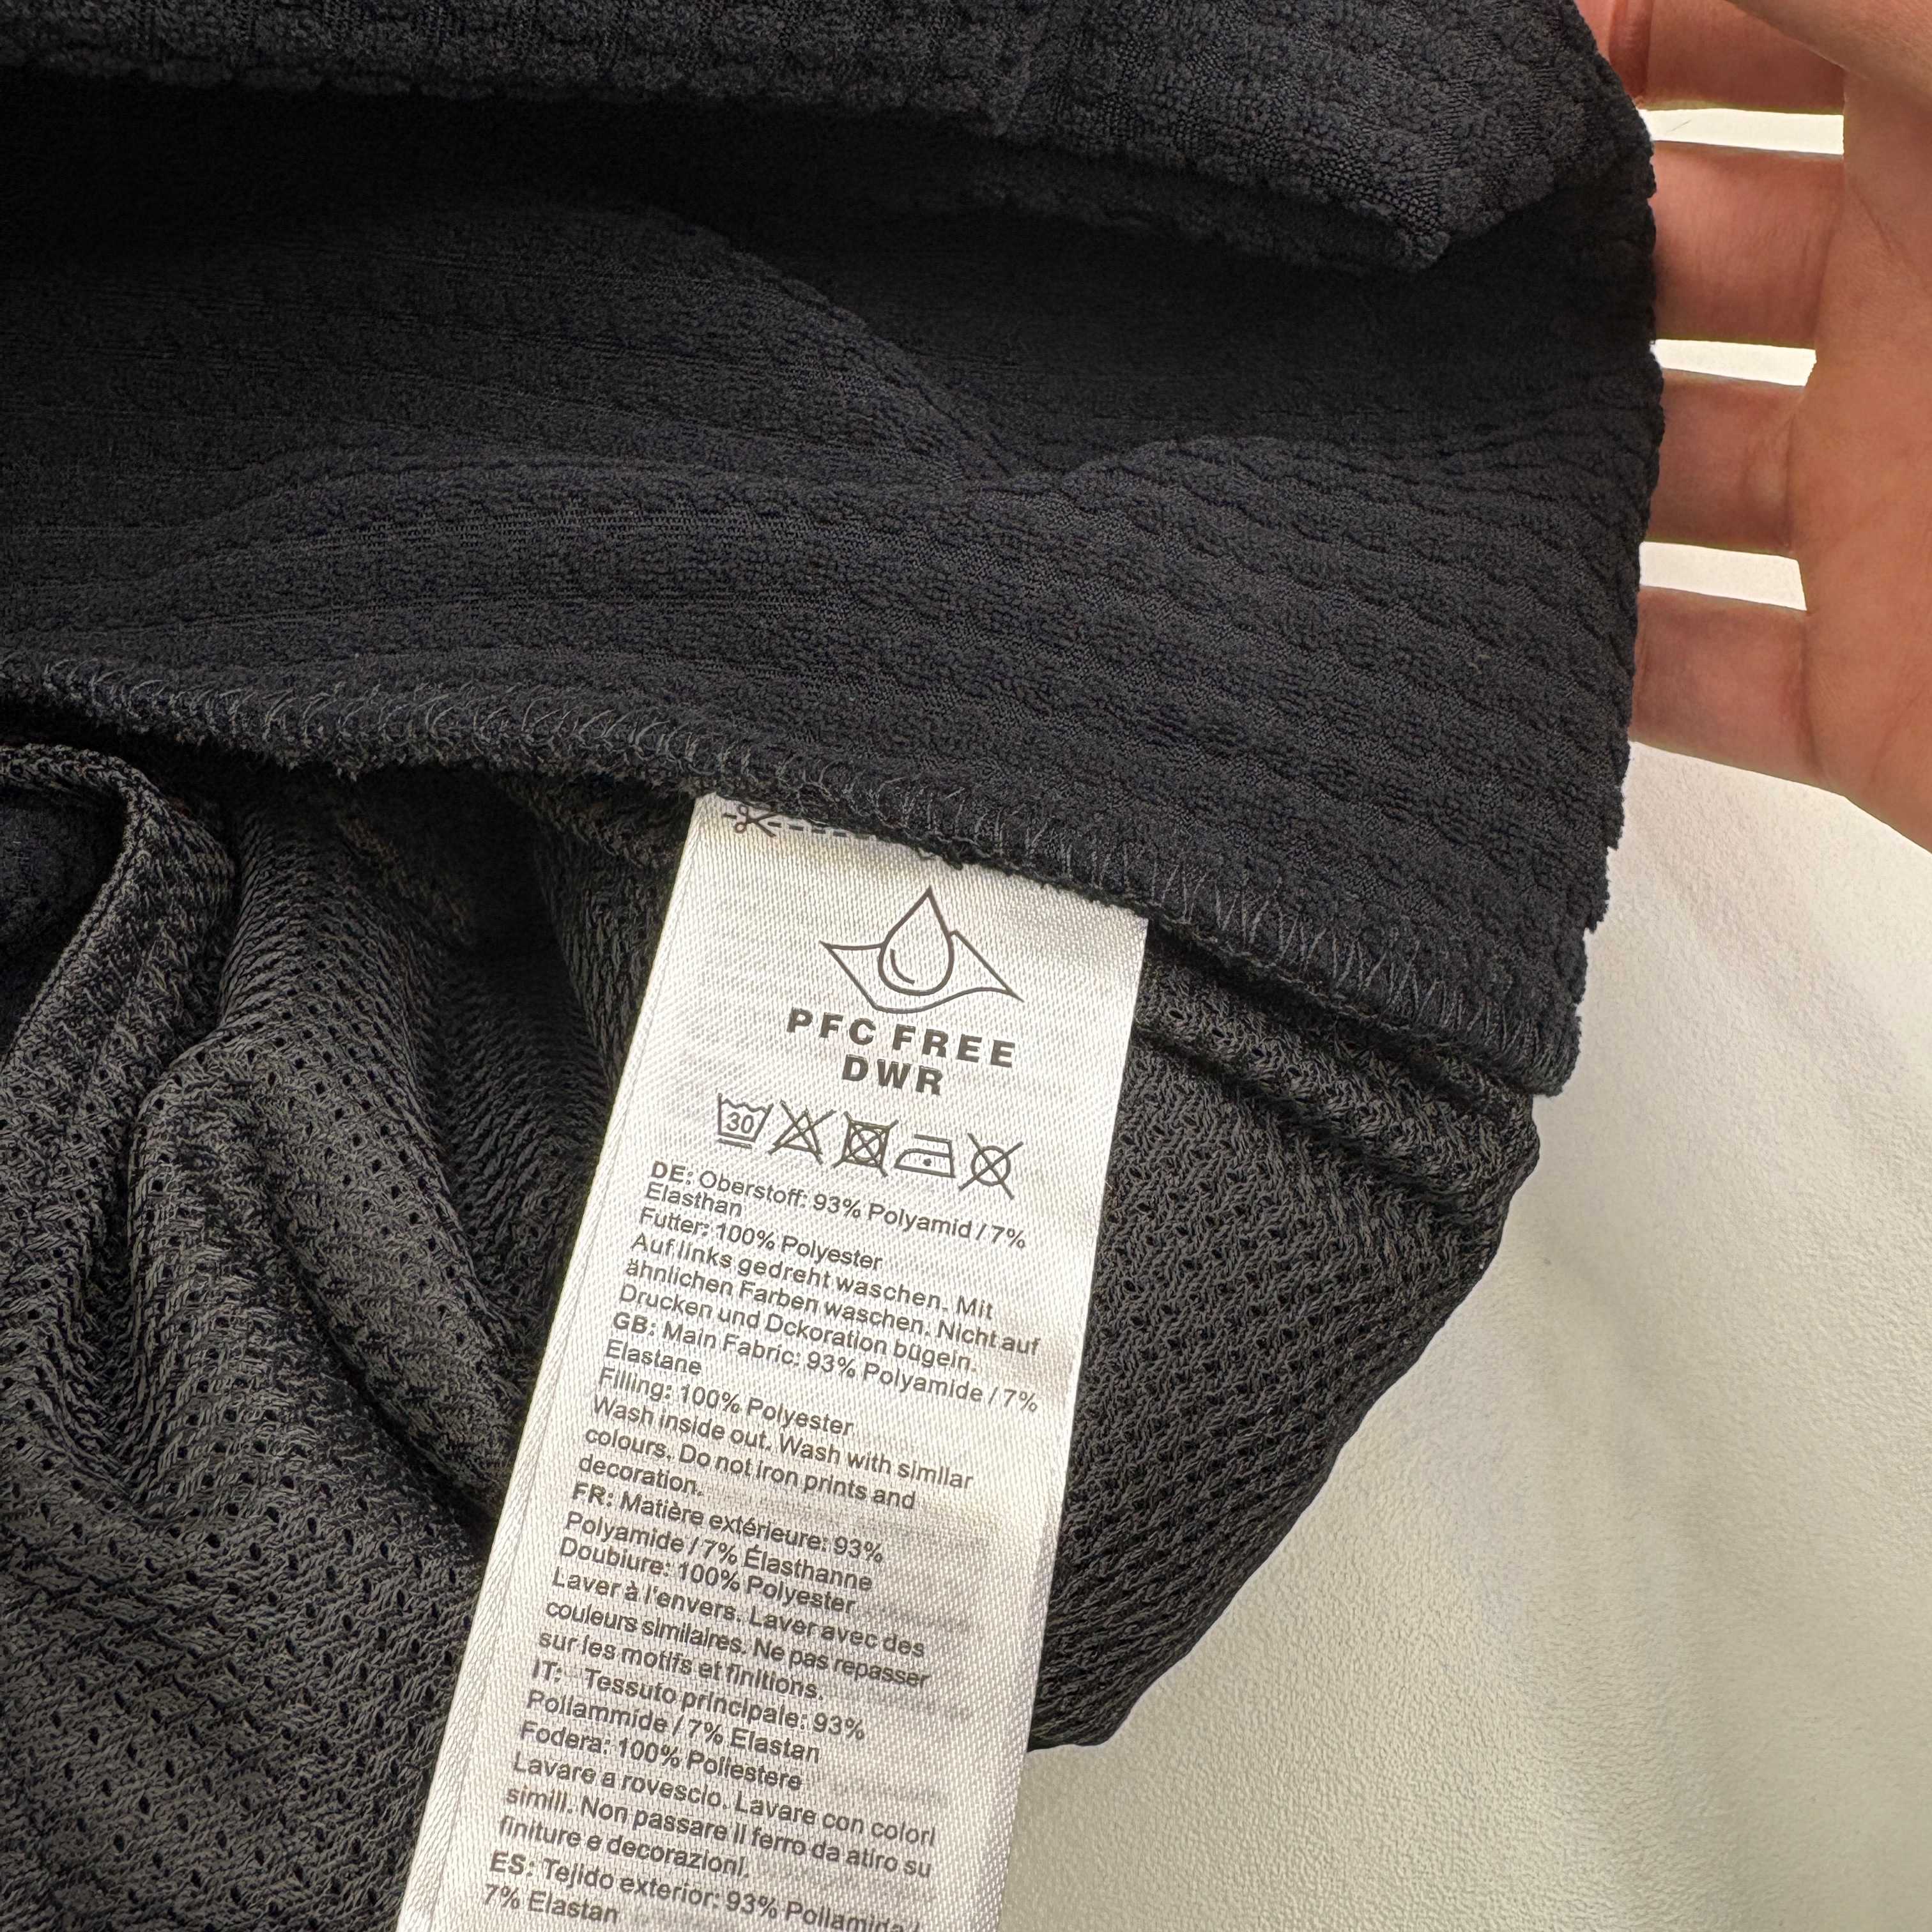 PFC FREE
DWR
30
DE: Oberstoff: 93% Polyamid / 7%
Elasthan
Futter: 100% Polyester
Auf links gedreht waschen. Mit
ähnlichen Farben waschen. Nicht auf
Drucken und Dckoration bügein.
GB: Main Fabric: 93% Polyamide / 7%
Elastane
Filling: 100% Polyester
Wash inside out. Wash with similar
colours. Do not iron prints and
decoration.
FR: Matière extérieure: 93%
Polyamide / 7% Élasthanne
Doubiure: 100% Polyester
Laver à l'envers. Laver avec des
couleurs similaires. Ne pas repasser
sur les motifs et finitions.
IT: Tessuto principale: 93%
Poliammide / 7% Elastan
Fodera: 100% Poliestere
Lavare a rovescio. Lavare con colori
simili. Non passare il ferro da atiro su
finiture e decorazioni.
ES: Tejido exterior: 93% Poliamida /
7% Elastan